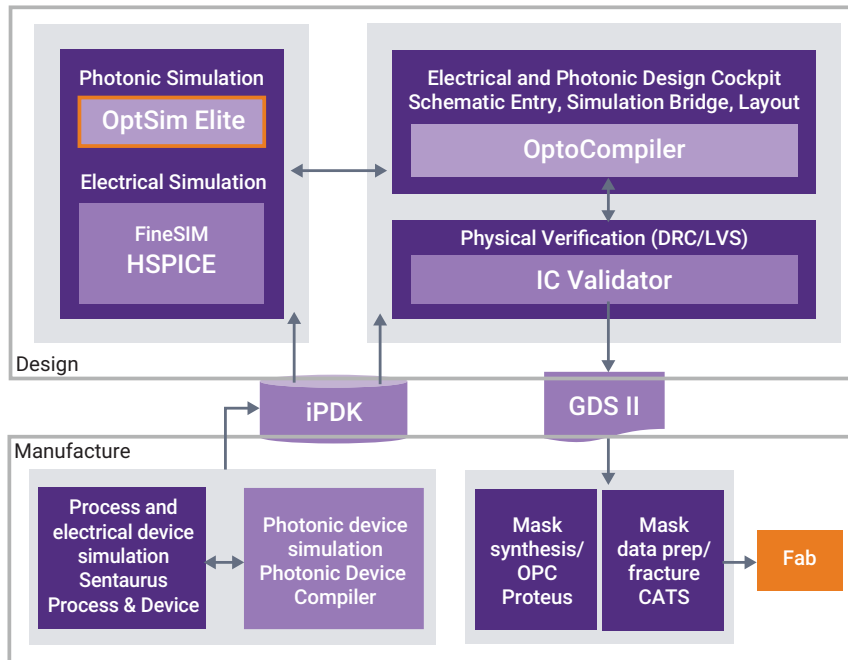 Photonic Simulation
OptSim Elite
Electrical Simulation
FineSIM
HSPICE
Electrical and Photonic Design Cockpit
Schematic Entry, Simulation Bridge, Layout
OptoCompiler
Physical Verification (DRC/LVS)
IC Validator
Design
iPDK
GDS II
Manufacture
Process and
electrical device
simulation
Sentaurus
Process & Device
Photonic device
simulation
Photonic Device
Compiler
Mask
synthesis/
OPC
Proteus
Mask
data prep/
fracture
CATS
Fab